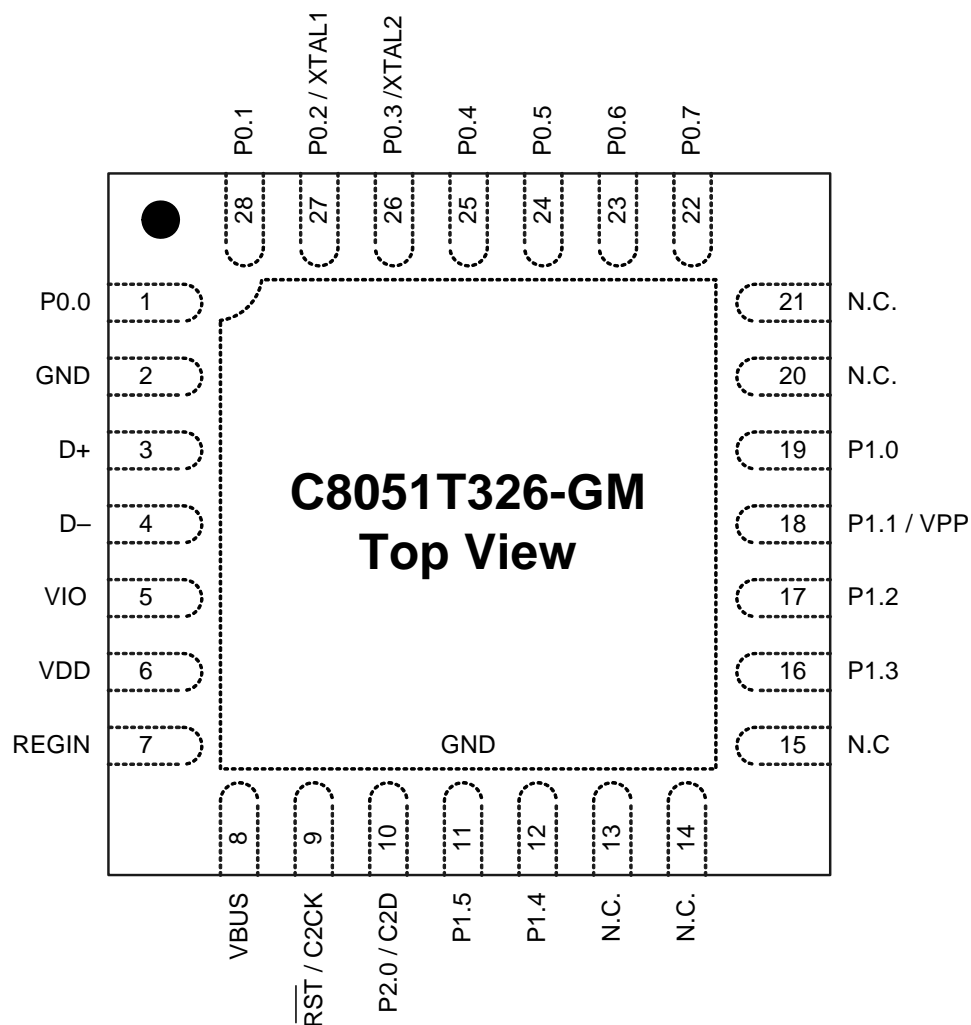 P0.1
P0.2 / XTAL1
P0.3 /XTAL2
P0.4
P0.5
P0.6
P0.7
28
27
26
25
24
23
22
P0.0 1
GND 2
D+ 3
D– 4
VIO 5
VDD 6
REGIN 7
21 N.C.
20 N.C.
19 P1.0
18 P1.1 / VPP
17 P1.2
16 P1.3
15 N.C
C8051T326-GM
Top View
GND
8
9
10
11
12
13
14
VBUS
R̅S̅T̅ / C2CK
P2.0 / C2D
P1.5
P1.4
N.C.
N.C.